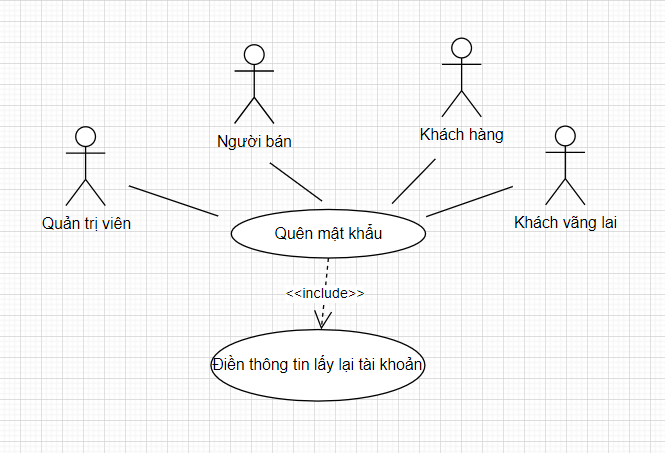 Người bán
Khách hàng
Quản trị viên
Khách vãng lai
Quên mật khẩu
<<include>>
Điền thông tin lấy lại tài khoản